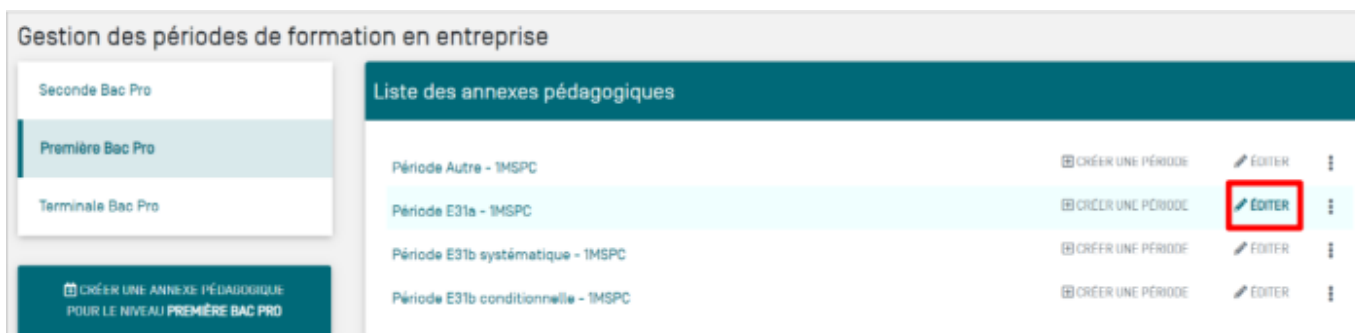 Gestion des périodes de formation en entreprise
Seconde Bac Pro
Première Bac Pro
Terminale Bac Pro
CRÉER UNE ANNEXE PÉDAGOGIQUE
POUR LE NIVEAU PREMIÈRE BAC PRO
Liste des annexes pédagogiques
Période Autre - 1MSPC CRÉER UNE PÉRIODE ÉDITER
Période E31a - 1MSPC CRÉER UNE PÉRIODE ÉDITER
Période E31b systématique - 1MSPC CRÉER UNE PÉRIODE ÉDITER
Période E31b conditionnelle - 1MSPC CRÉER UNE PÉRIODE ÉDITER